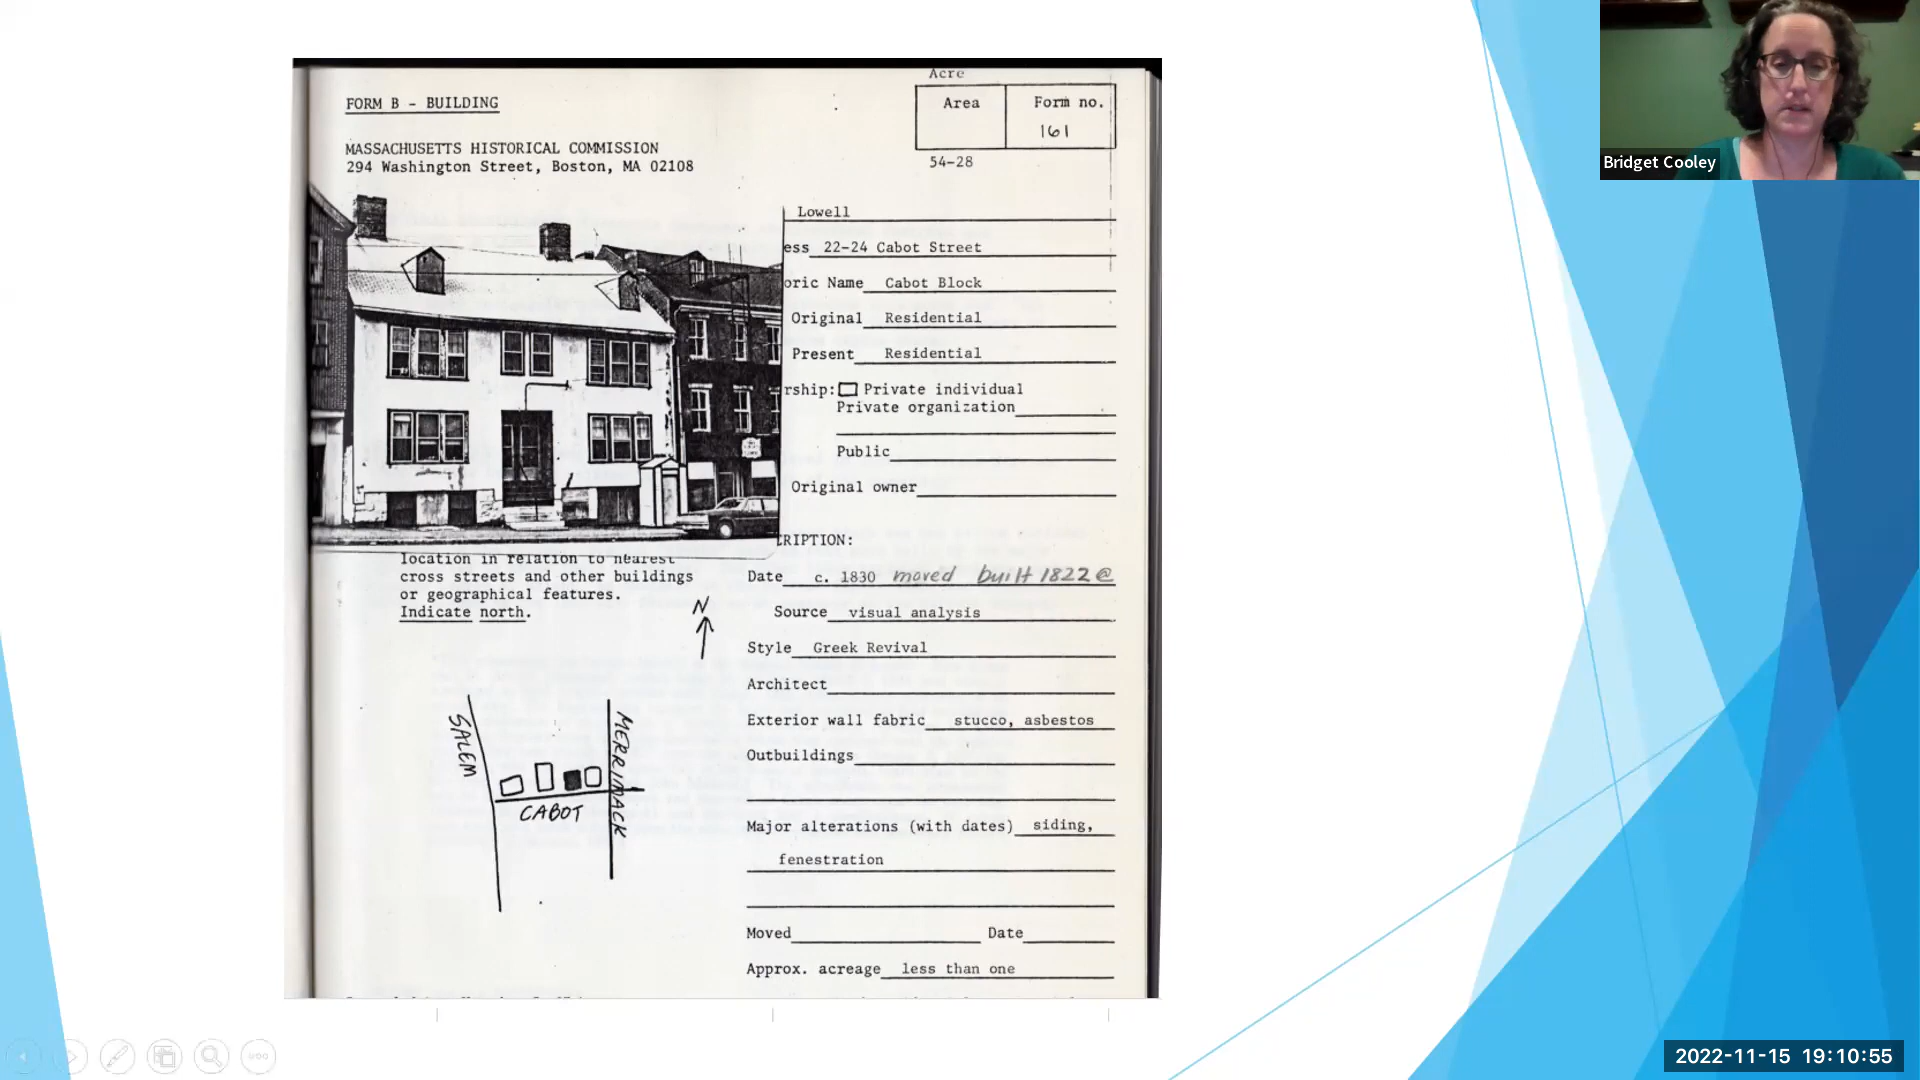 Acre
FORM B - BUILDING
Area
Form no.
161
MASSACHUSETTS HISTORICAL COMMISSION
294 Washington Street, Boston, MA 02108
54-28
Lowell
ess 22-24 Cabot Street
oric Name Cabot Block
Original Residential
Present Residential
rship: Private individual
Private organization
Public
Original owner
RIPTION:
location in relation to nearest
cross streets and other buildings
or geographical features.
Indicate north.
N
Date c. 1830 moved built 1822 @
Source visual analysis
Style Greek Revival
Architect
Exterior wall fabric stucco, asbestos
Outbuildings
Major alterations (with dates) siding,
fenestration
Moved Date
Approx. acreage less than one
SALEM
MERRIMACK
CABOT
Bridget Cooley
2022-11-15 19:10:55